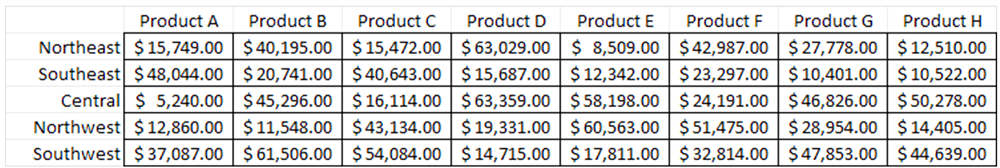 Product A Product B Product C Product D Product E Product F Product G Product H
Northeast $ 15,749.00 $ 40,195.00 $ 15,472.00 $ 63,029.00 $ 8,509.00 $ 42,987.00 $ 27,778.00 $ 12,510.00
Southeast $ 48,044.00 $ 20,741.00 $ 40,643.00 $ 15,687.00 $ 12,342.00 $ 23,297.00 $ 10,401.00 $ 10,522.00
Central $ 5,240.00 $ 45,296.00 $ 16,114.00 $ 63,359.00 $ 58,198.00 $ 24,191.00 $ 46,826.00 $ 50,278.00
Northwest $ 12,860.00 $ 11,548.00 $ 43,134.00 $ 19,331.00 $ 60,563.00 $ 51,475.00 $ 28,954.00 $ 14,405.00
Southwest $ 37,087.00 $ 61,506.00 $ 54,084.00 $ 14,715.00 $ 17,811.00 $ 32,814.00 $ 47,853.00 $ 44,639.00